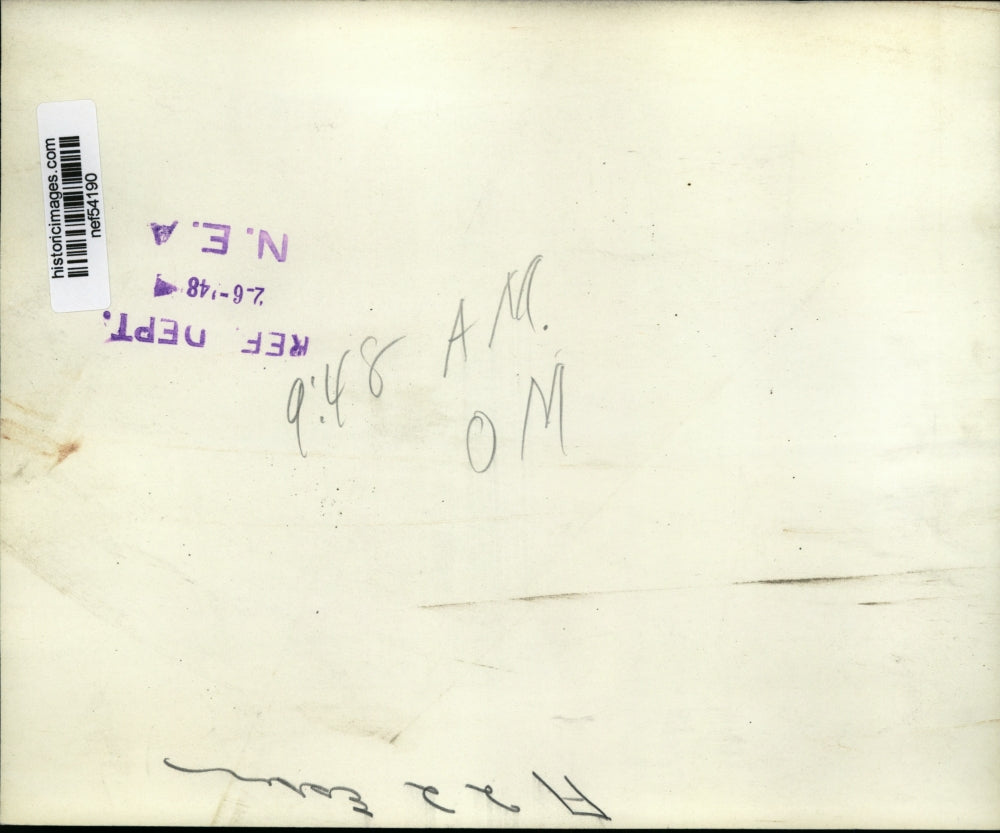 historicimages.com
nef54190
REF. DEPT.
2-6-'48
N.E.A
9:48 A M.
O M